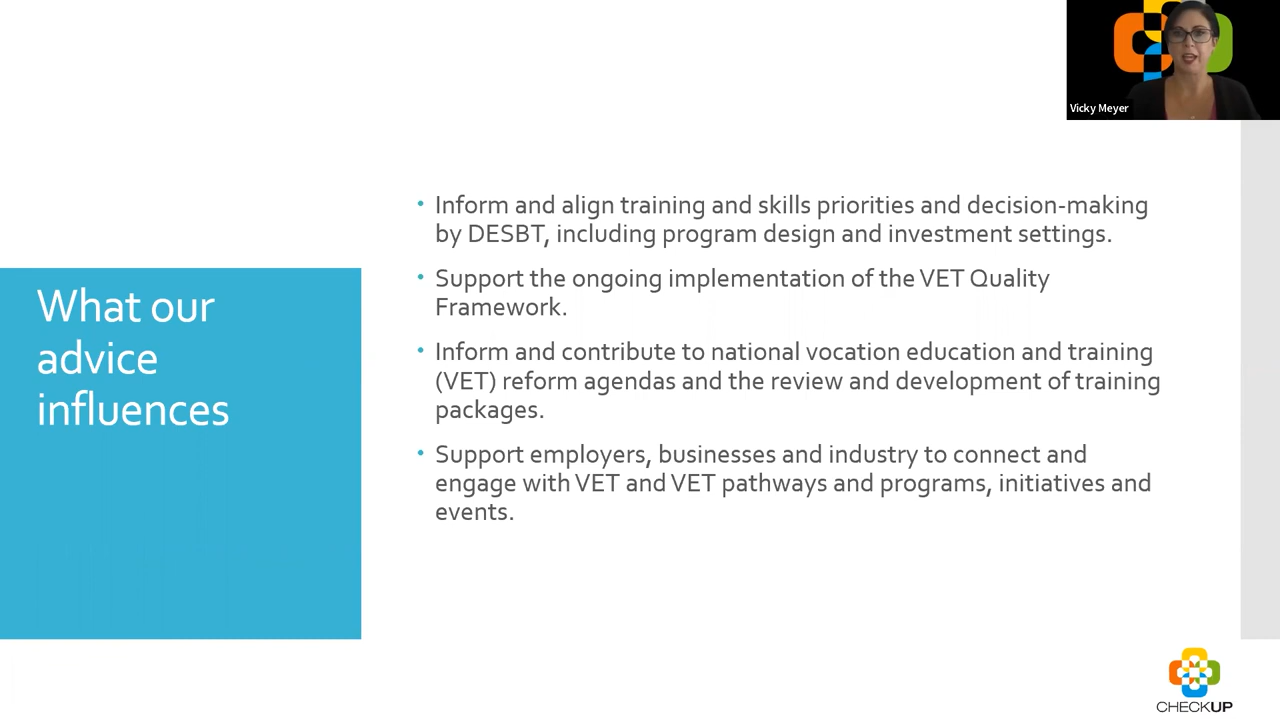 Vicky Meyer
What our
advice
influences
• Inform and align training and skills priorities and decision-making
by DESBT, including program design and investment settings.
• Support the ongoing implementation of the VET Quality
Framework.
• Inform and contribute to national vocation education and training
(VET) reform agendas and the review and development of training
packages.
• Support employers, businesses and industry to connect and
engage with VET and VET pathways and programs, initiatives and
events.
CHECKUP